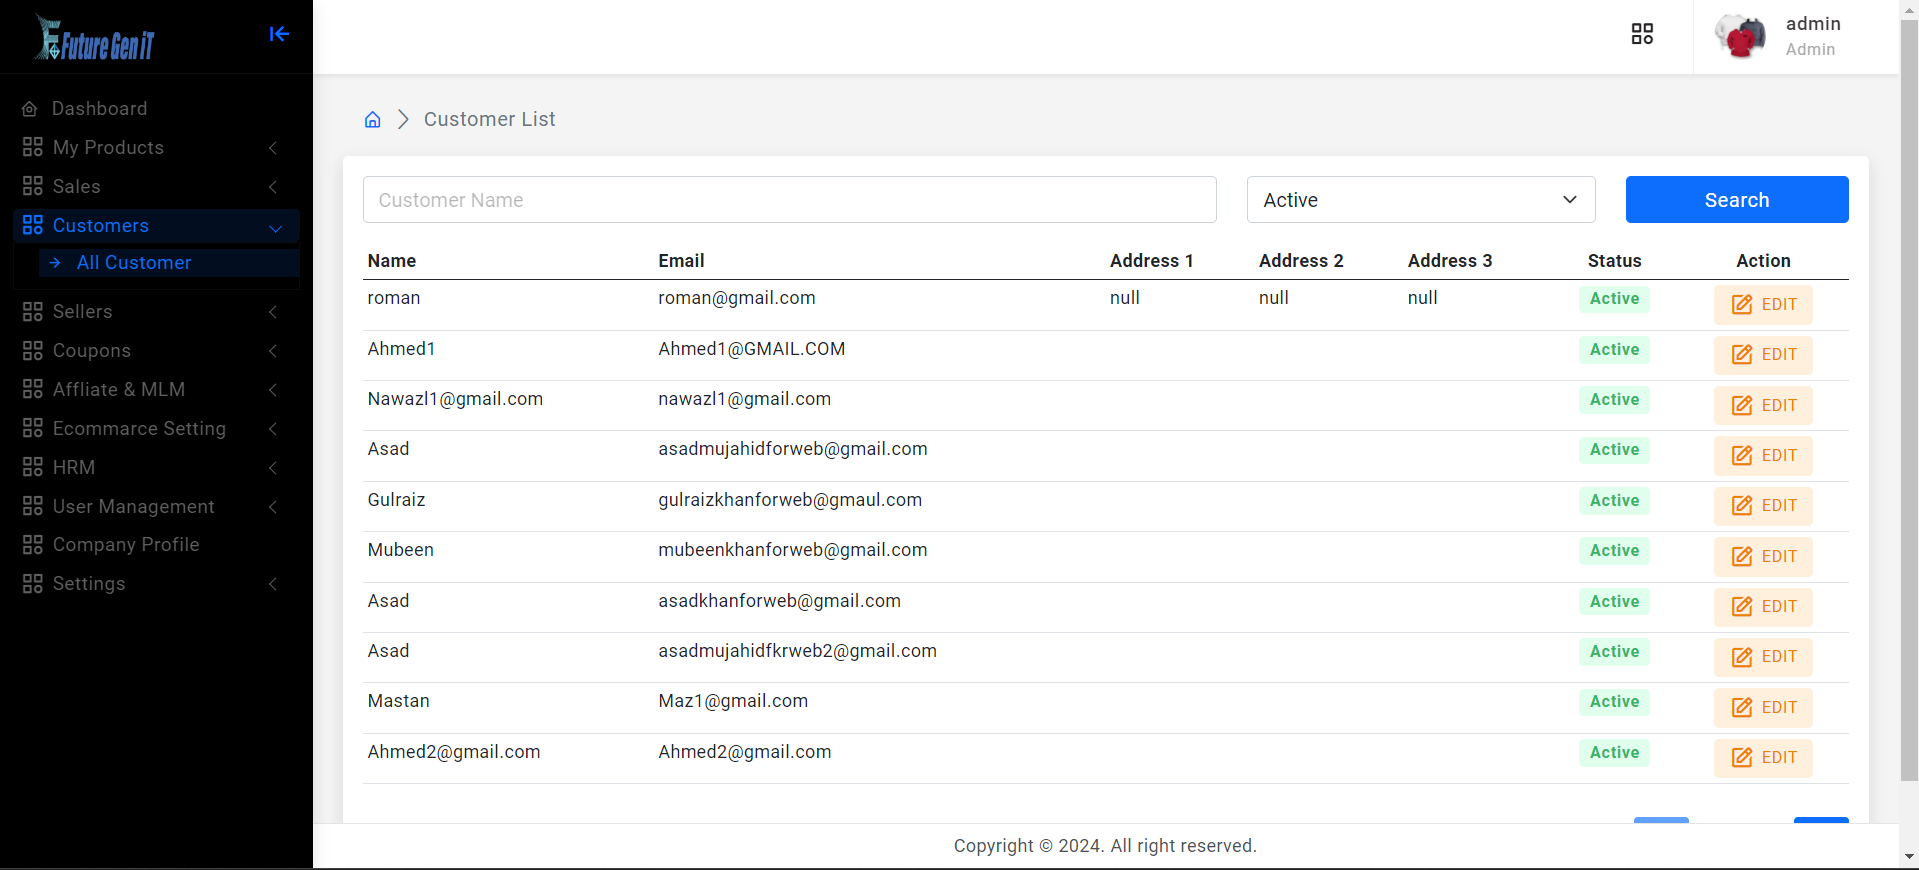 Future Gen iT
admin
Admin
Dashboard
My Products
Sales
Customers
All Customer
Sellers
Coupons
Affliate & MLM
Ecommarce Setting
HRM
User Management
Company Profile
Settings
Customer List
Customer Name Active Search
Name Email Address 1 Address 2 Address 3 Status Action
roman roman@gmail.com null null null Active EDIT
Ahmed1 Ahmed1@GMAIL.COM Active EDIT
Nawazl1@gmail.com nawazl1@gmail.com Active EDIT
Asad asadmujahidforweb@gmail.com Active EDIT
Gulraiz gulraizkhanforweb@gmaul.com Active EDIT
Mubeen mubeenkhanforweb@gmail.com Active EDIT
Asad asadkhanforweb@gmail.com Active EDIT
Asad asadmujahidfkrweb2@gmail.com Active EDIT
Mastan Maz1@gmail.com Active EDIT
Ahmed2@gmail.com Ahmed2@gmail.com Active EDIT
Copyright © 2024. All right reserved.